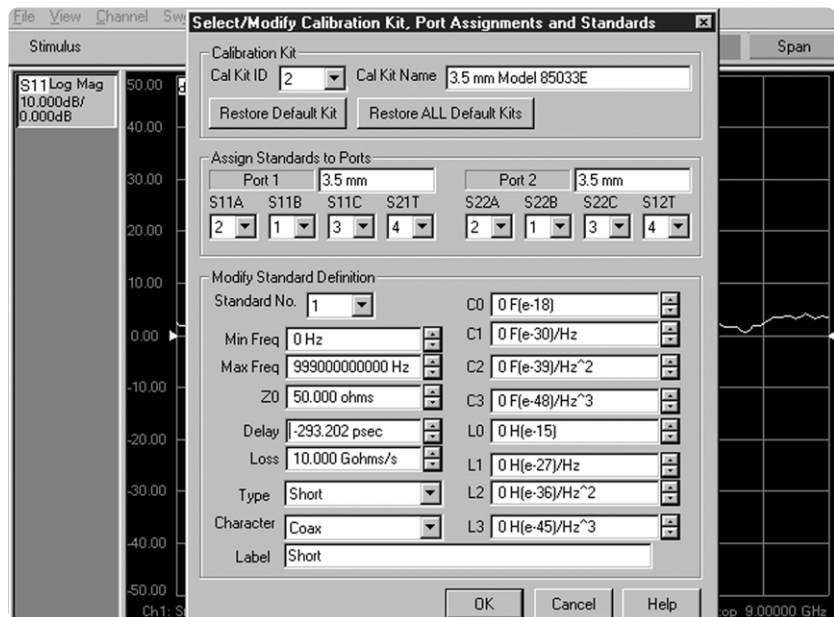 File View Channel
Select/Modify Calibration Kit, Port Assignments and Standards
Stimulus
Span
S11 Log Mag
10.000dB/
0.000dB
50.00
40.00
30.00
20.00
10.00
0.00
-10.00
-20.00
-30.00
-40.00
-50.00
Calibration Kit
Cal Kit ID 2 Cal Kit Name 3.5 mm Model 85033E
Restore Default Kit Restore ALL Default Kits
Assign Standards to Ports
Port 1 3.5 mm Port 2 3.5 mm
S11A S11B S11C S21T S22A S22B S22C S12T
2 1 3 4 2 1 3 4
Modify Standard Definition
Standard No. 1
Min Freq 0 Hz
Max Freq 999000000000 Hz
Z0 50.000 ohms
Delay -293.202 psec
Loss 10.000 Gohms/s
Type Short
Character Coax
Label Short
C0 0 F(e-18)
C1 0 F(e-30)/Hz
C2 0 F(e-39)/Hz^2
C3 0 F(e-48)/Hz^3
L0 0 H(e-15)
L1 0 H(e-27)/Hz
L2 0 H(e-36)/Hz^2
L3 0 H(e-45)/Hz^3
OK Cancel Help
Ch1: 9.00000 GHz